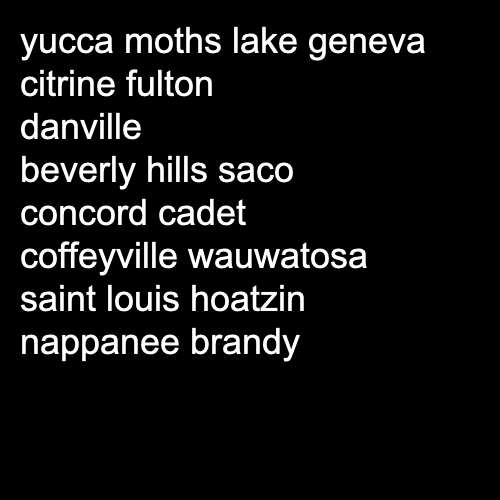 yucca moths lake geneva
citrine fulton
danville
beverly hills saco
concord cadet
coffeyville wauwatosa
saint louis hoatzin
nappanee brandy